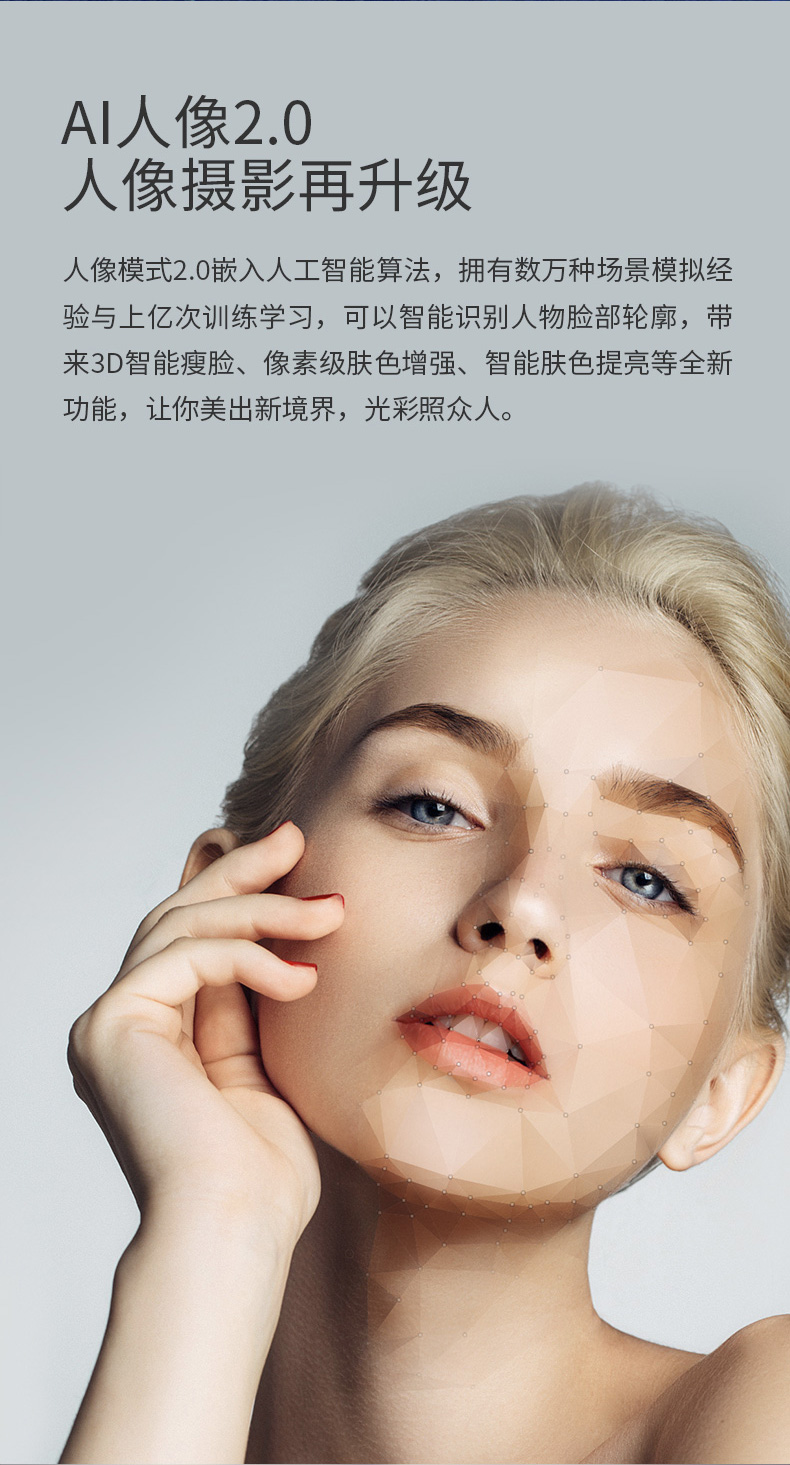 AI人像2.0
人像摄影再升级
人像模式2.0嵌入人工智能算法，拥有数万种场景模拟经
验与上亿次训练学习，可以智能识别人物脸部轮廓，带
来3D智能瘦脸、像素级肤色增强、智能肤色提亮等全新
功能，让你美出新境界，光彩照众人。